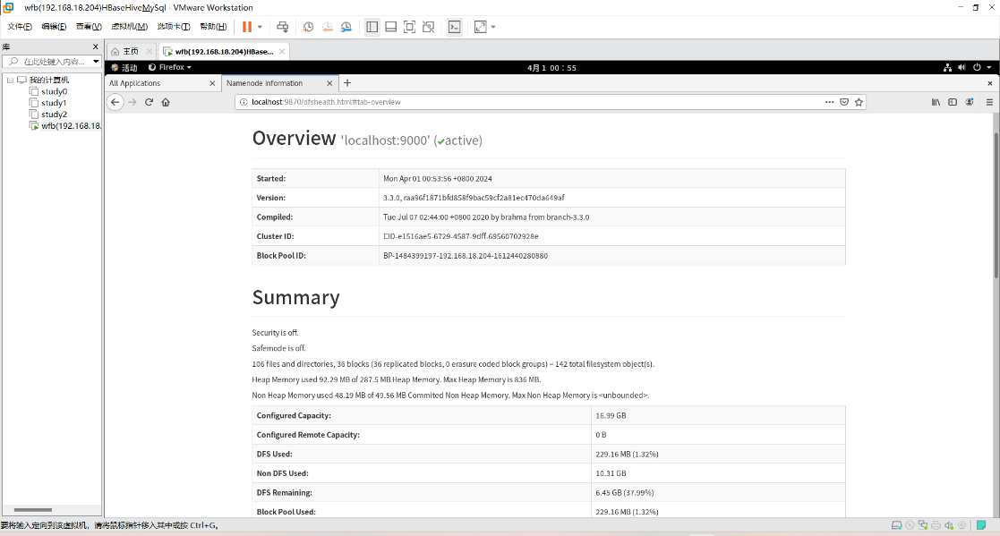 wfb(192.168.18.204)HBaseHiveMySql - VMware Workstation
文件(F) 编辑(E) 查看(V) 虚拟机(M) 选项卡(T) 帮助(H)
库
在此处键入内容...
我的计算机
study0
study1
study2
wfb(192.168.18.
主页 wfb(192.168.18.204)HBase...
活动 Firefox 4月 1 00：55
All Applications Namenode information
localhost:9870/dfshealth.html#tab-overview
Overview 'localhost:9000' (✔active)
Started: Mon Apr 01 00:53:56 +0800 2024
Version: 3.3.0, raa96f1871bfd858f9bac59cf2a81ec470da649af
Compiled: Tue Jul 07 02:44:00 +0800 2020 by brahma from branch-3.3.0
Cluster ID: CID-e1516ae5-6729-4587-9dff-69560702928e
Block Pool ID: BP-1484399197-192.168.18.204-1612440280880
Summary
Security is off.
Safemode is off.
106 files and directories, 36 blocks (36 replicated blocks, 0 erasure coded block groups) = 142 total filesystem object(s).
Heap Memory used 92.29 MB of 287.5 MB Heap Memory. Max Heap Memory is 836 MB.
Non Heap Memory used 48.19 MB of 49.56 MB Commited Non Heap Memory. Max Non Heap Memory is <unbounded>.
Configured Capacity: 16.99 GB
Configured Remote Capacity: 0 B
DFS Used: 229.16 MB (1.32%)
Non DFS Used: 10.31 GB
DFS Remaining: 6.45 GB (37.99%)
Block Pool Used: 229.16 MB (1.32%)
要将输入定向到该虚拟机，请将鼠标指针移入其中或按 Ctrl+G。